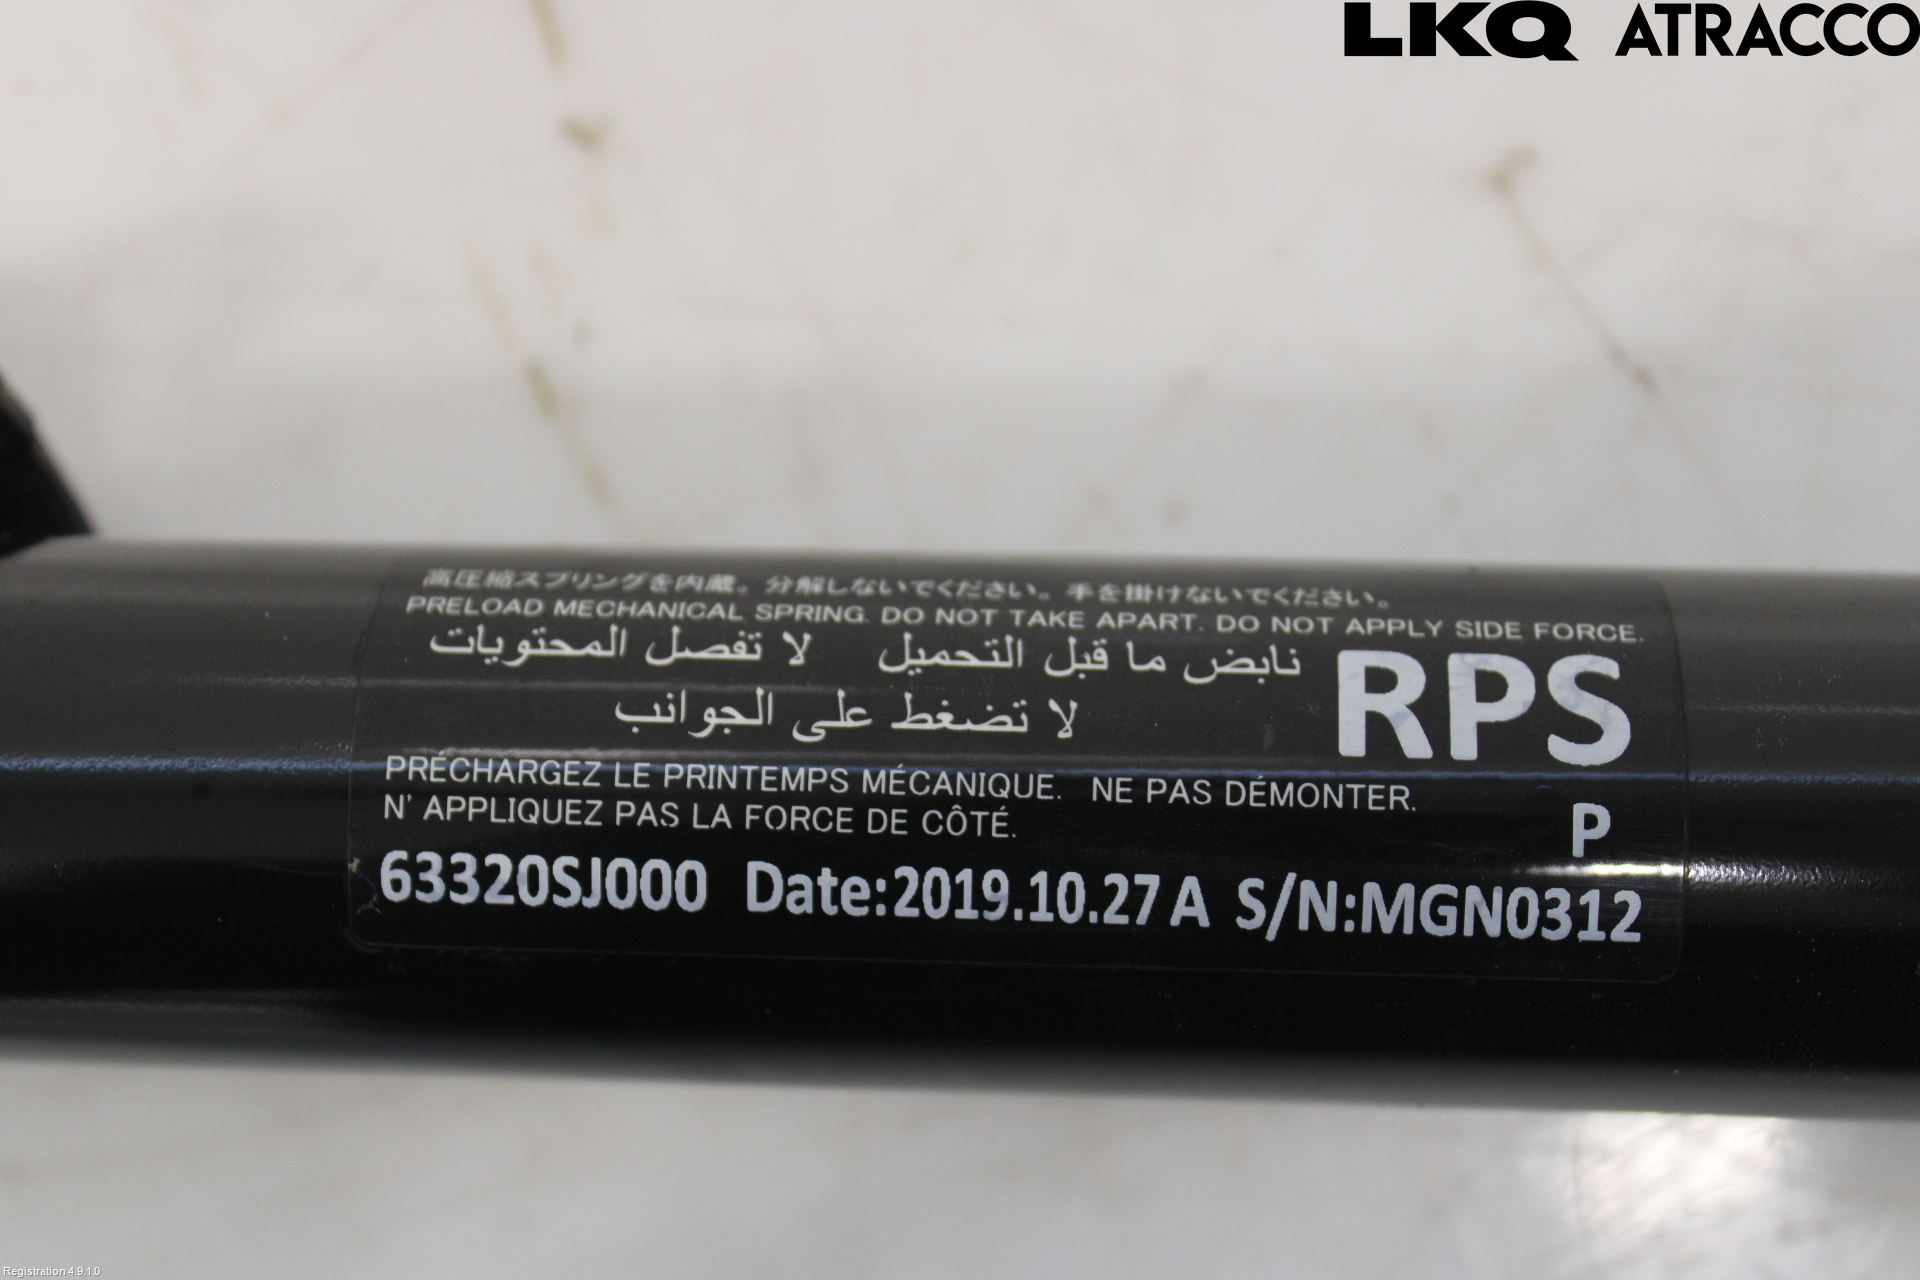 LKQ ATRACCO
高圧縮スプリングを内蔵。分解しないでください。手を掛けないでください。
PRELOAD MECHANICAL SPRING. DO NOT TAKE APART. DO NOT APPLY SIDE FORCE.
نابض ما قبل التحميل لا تفصل المحتويات
لا تضغط على الجوانب
RPS
PRÉCHARGEZ LE PRINTEMPS MÉCANIQUE. NE PAS DÉMONTER.
N' APPLIQUEZ PAS LA FORCE DE CÔTÉ.
P
63320SJ000 Date:2019.10.27 A S/N:MGN0312
Registration 4.9.1.0